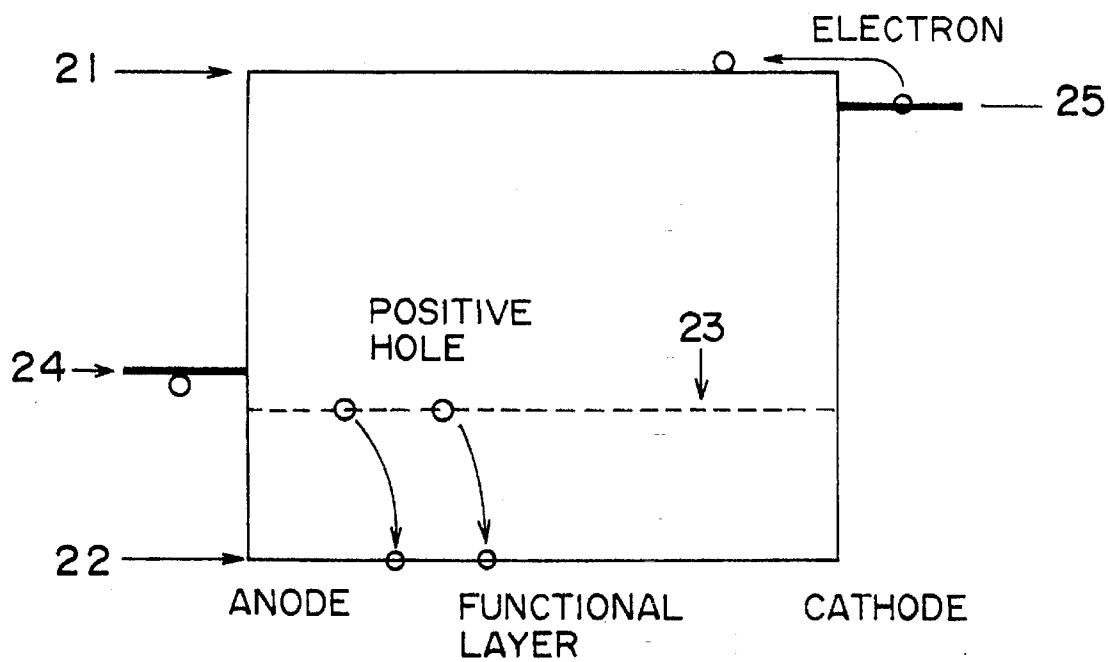 ELECTRON
21
25
POSITIVE
HOLE
23
24
22
ANODE
FUNCTIONAL
LAYER
CATHODE